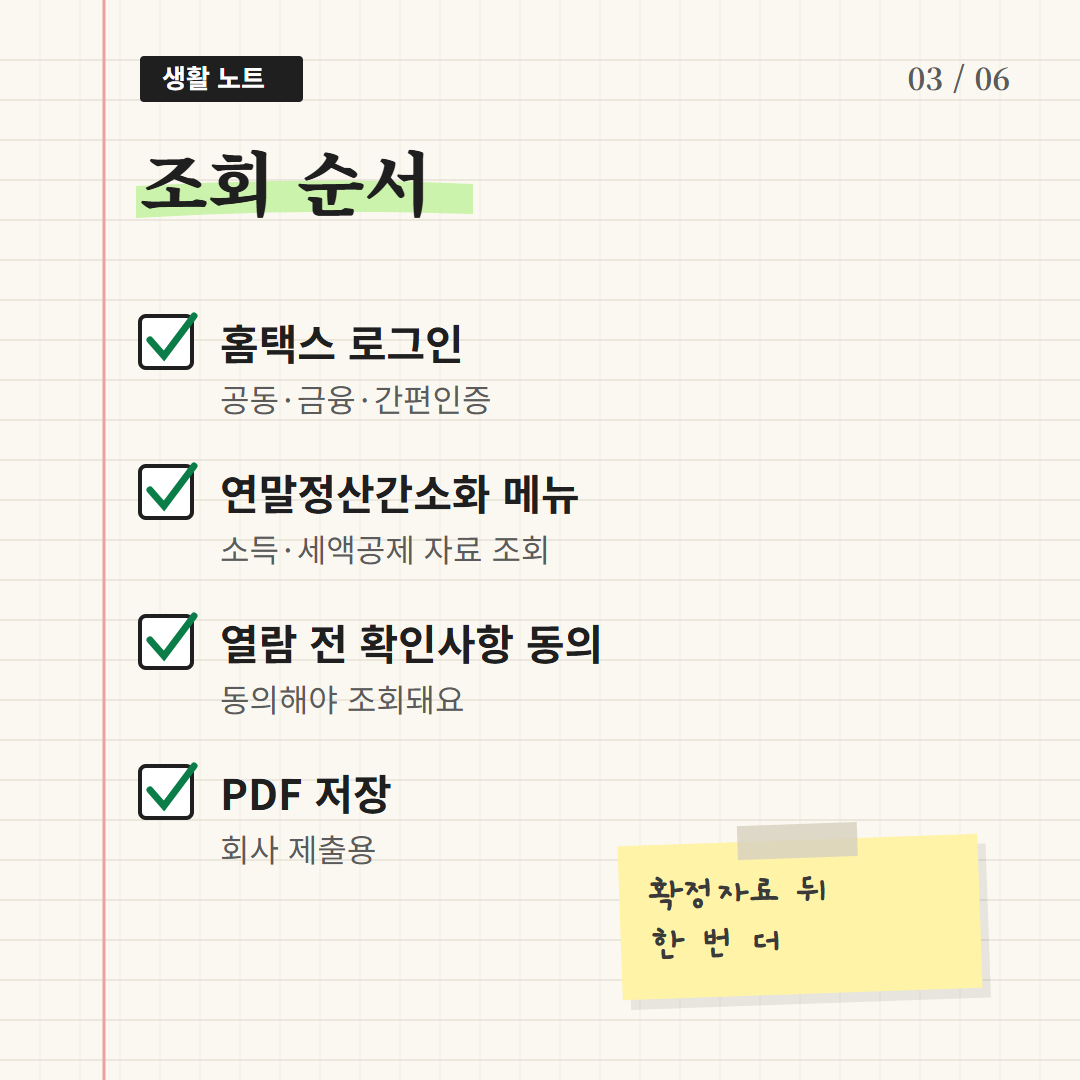 생활 노트
03 / 06
조회 순서
홈택스 로그인
공동·금융·간편인증
연말정산간소화 메뉴
소득·세액공제 자료 조회
열람 전 확인사항 동의
동의해야 조회돼요
PDF 저장
회사 제출용
확정자료 뒤
한 번 더